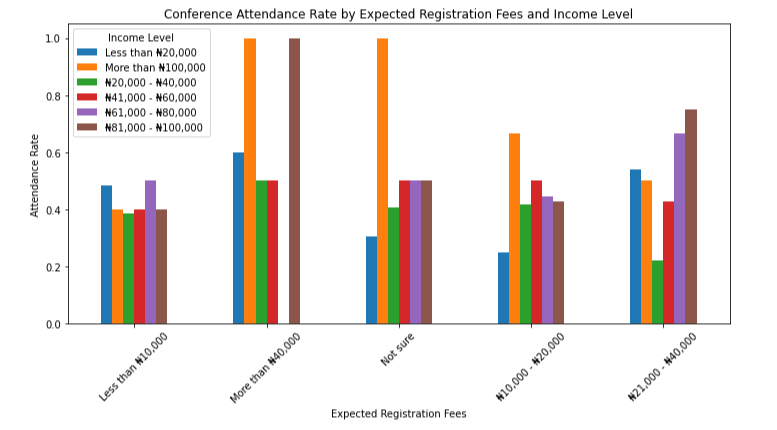 Conference Attendance Rate by Expected Registration Fees and Income Level
Income Level
Less than ₦20,000
More than ₦100,000
₦20,000 - ₦40,000
₦41,000 - ₦60,000
₦61,000 - ₦80,000
₦81,000 - ₦100,000
1.0
0.8
0.6
0.4
0.2
0.0
Attendance Rate
Less than ₦10,000
More than ₦40,000
Not sure
₦10,000 - ₦20,000
₦21,000 - ₦40,000
Expected Registration Fees